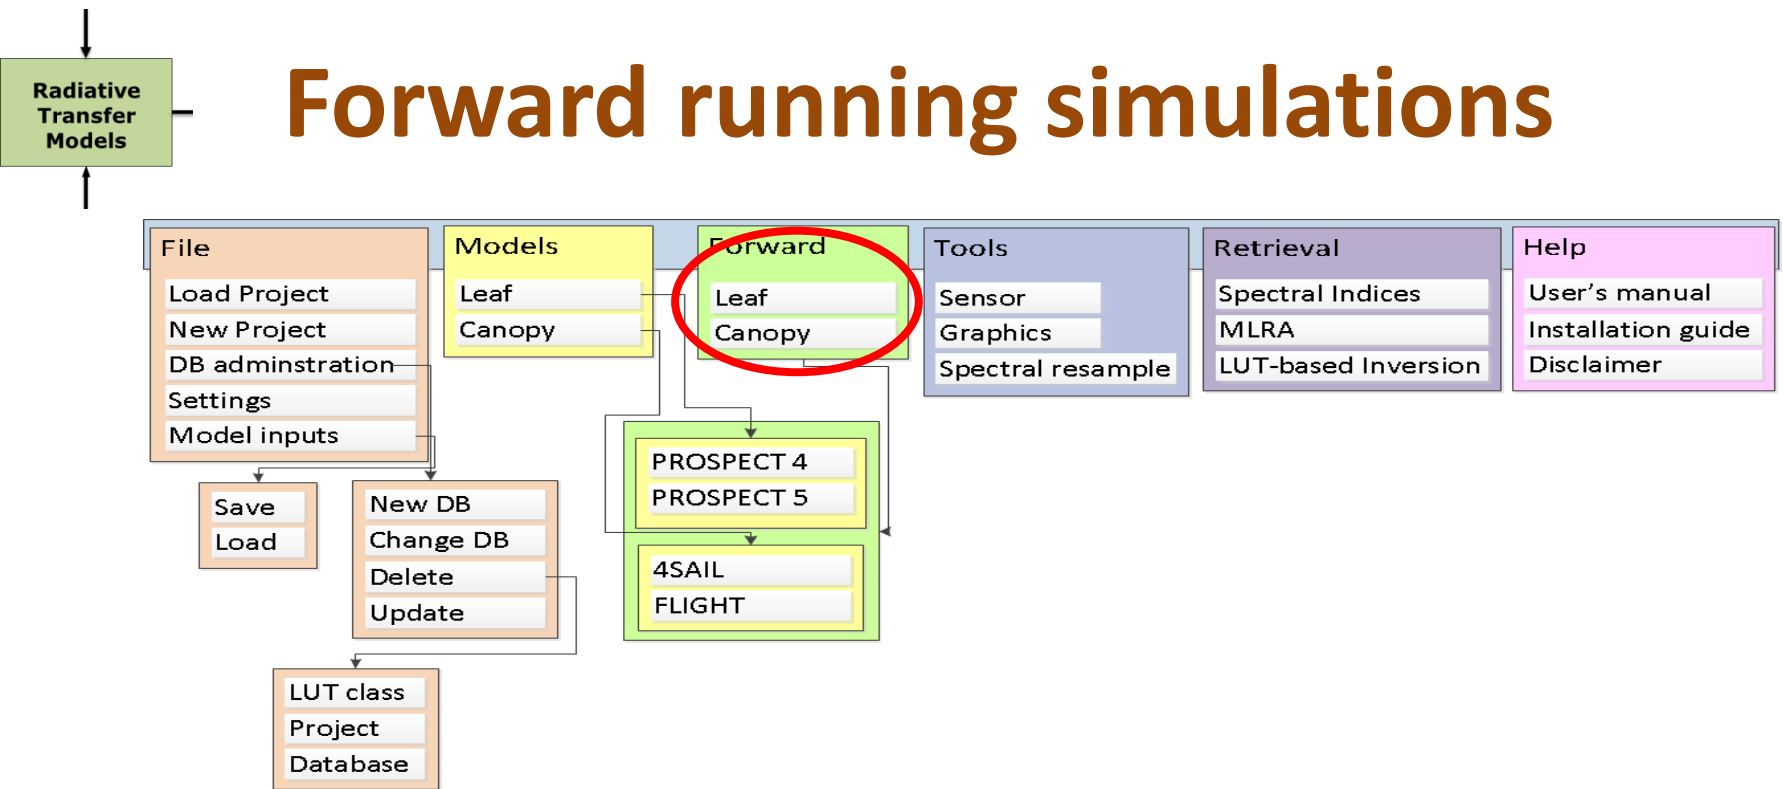 Radiative
Transfer
Models
Forward running simulations
File
Load Project
New Project
DB adminstration
Settings
Model inputs
Models
Leaf
Canopy
Forward
Leaf
Canopy
Tools
Sensor
Graphics
Spectral resample
Retrieval
Spectral Indices
MLRA
LUT-based Inversion
Help
User's manual
Installation guide
Disclaimer
Save
Load
New DB
Change DB
Delete
Update
PROSPECT 4
PROSPECT 5
4SAIL
FLIGHT
LUT class
Project
Database